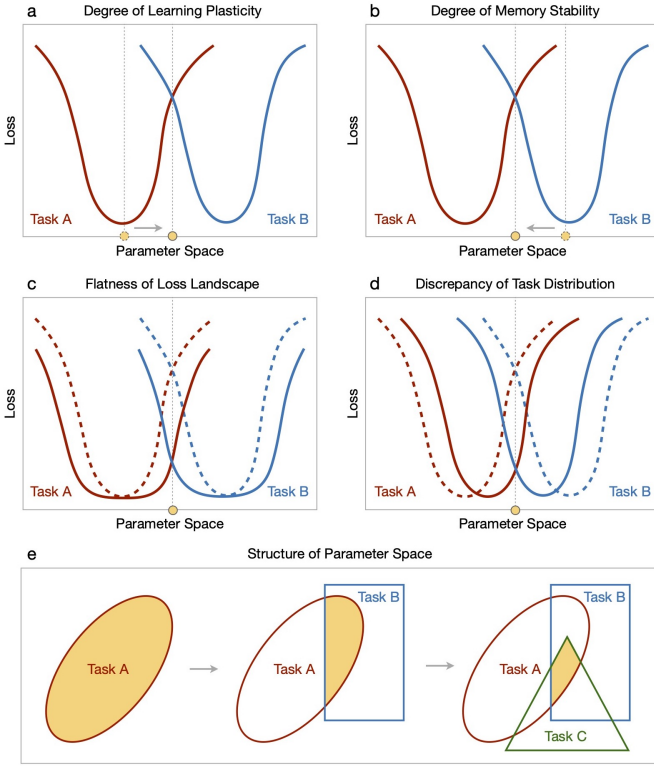 a Degree of Learning Plasticity
Loss
Task A
Task B
Parameter Space
b Degree of Memory Stability
Loss
Task A
Task B
Parameter Space
c Flatness of Loss Landscape
Loss
Task A
Task B
Parameter Space
d Discrepancy of Task Distribution
Loss
Task A
Task B
Parameter Space
e Structure of Parameter Space
Task A
Task A
Task B
Task A
Task B
Task C